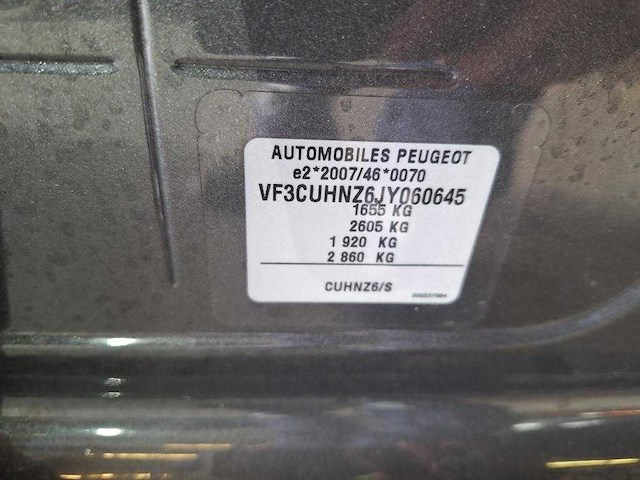 AUTOMOBILES PEUGEOT
e2*2007/46*0070
VF3CUHNZ6JY060645
1655 KG
2605 KG
1 920 KG
2 860 KG
CUHNZ6/S